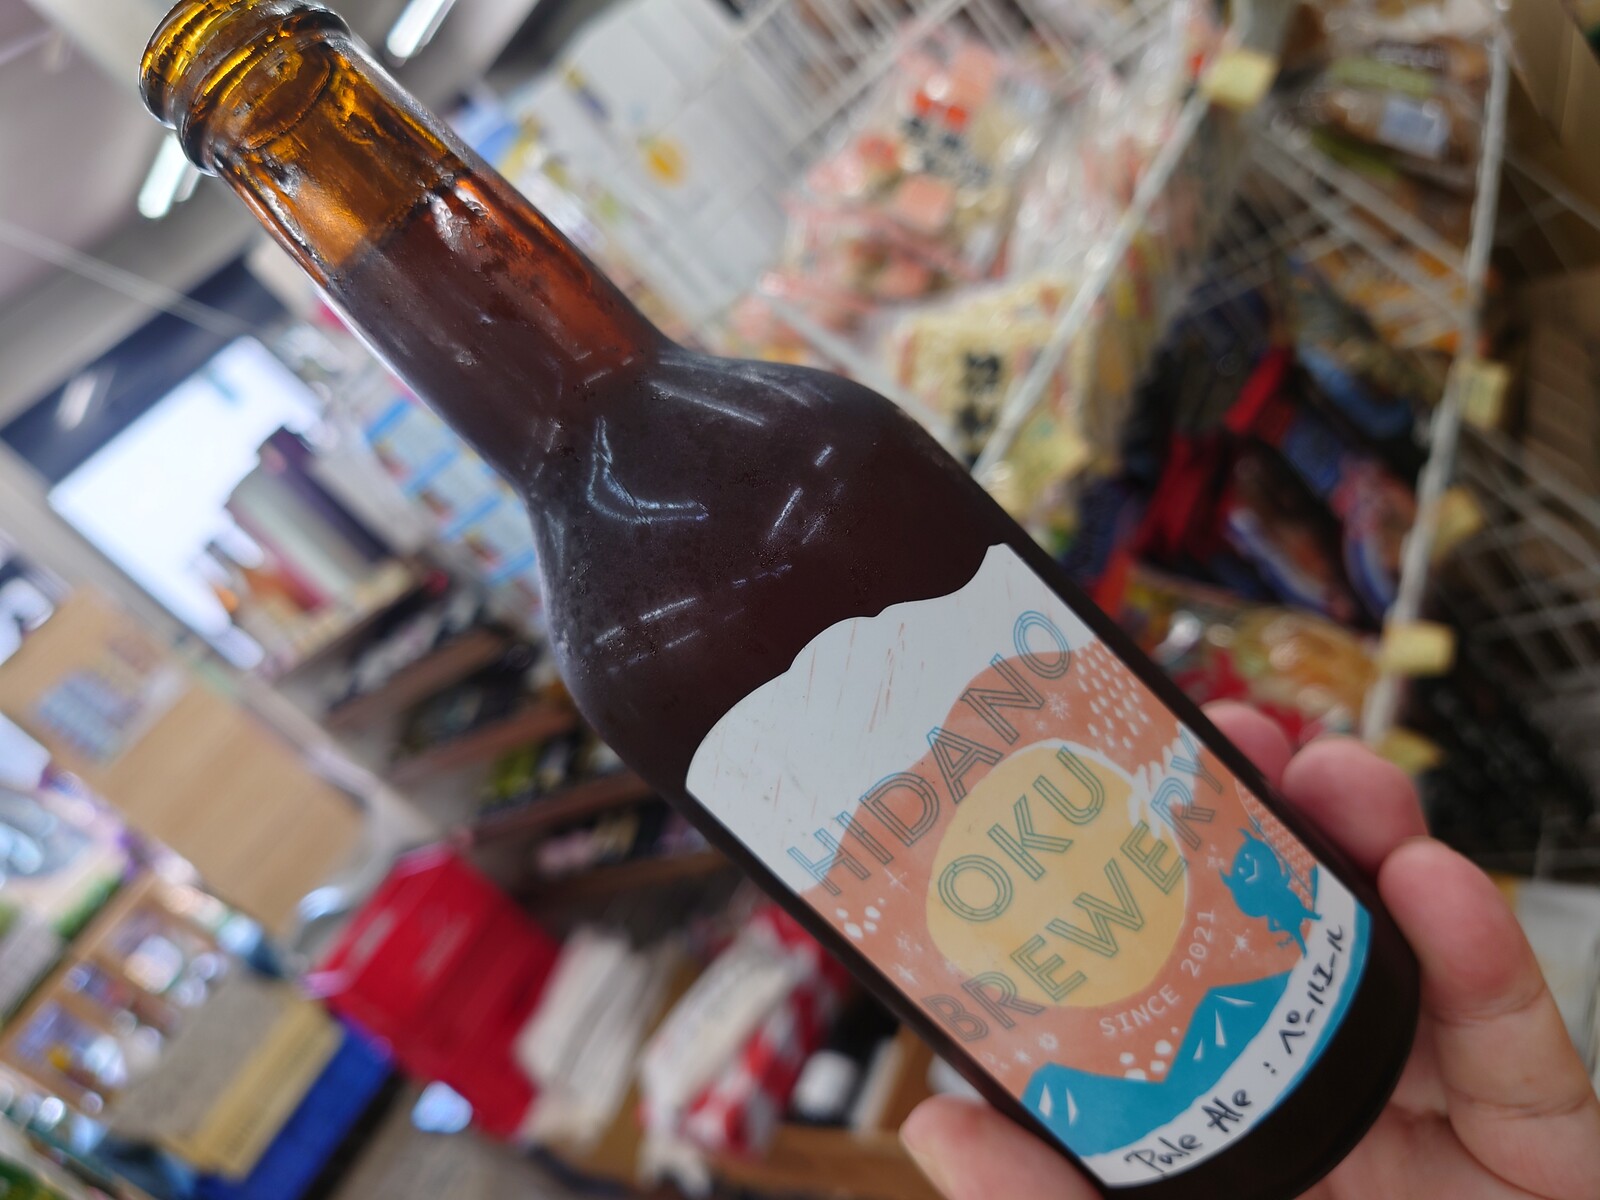 HIDANO
OKU
BREWERY
SINCE 2021
Pale Ale : ペールエール